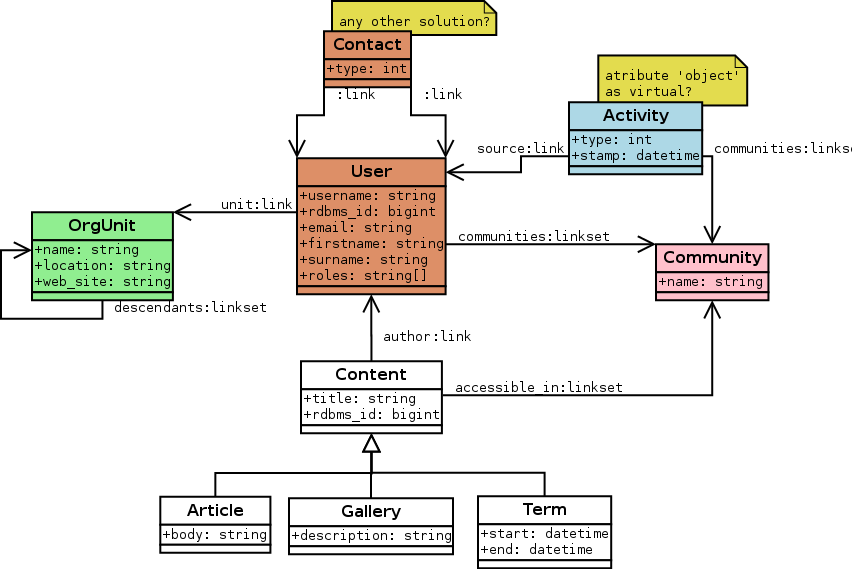 any other solution?
Contact
+type: int
:link
:link
atribute 'object'
as virtual?
Activity
+type: int
+stamp: datetime
source:link
communities:links
User
+username: string
+rdbms_id: bigint
+email: string
+firstname: string
+surname: string
+roles: string[]
unit:link
OrgUnit
+name: string
+location: string
+web_site: string
descendants:linkset
communities:linkset
Community
+name: string
author:link
Content
+title: string
+rdbms_id: bigint
accessible_in:linkset
Article
+body: string
Gallery
+description: string
Term
+start: datetime
+end: datetime